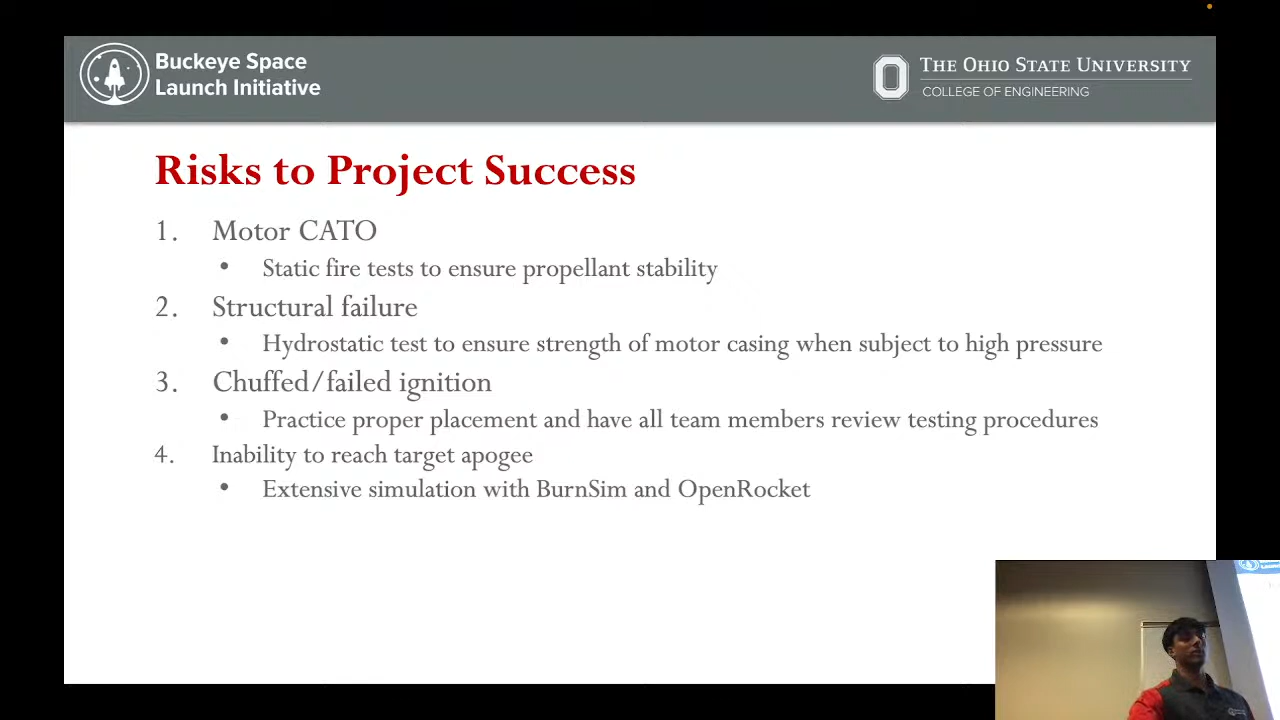 Buckeye Space
Launch Initiative
THE OHIO STATE UNIVERSITY
COLLEGE OF ENGINEERING
Risks to Project Success
1. Motor CATO
• Static fire tests to ensure propellant stability
2. Structural failure
• Hydrostatic test to ensure strength of motor casing when subject to high pressure
3. Chuffed/failed ignition
• Practice proper placement and have all team members review testing procedures
4. Inability to reach target apogee
• Extensive simulation with BurnSim and OpenRocket